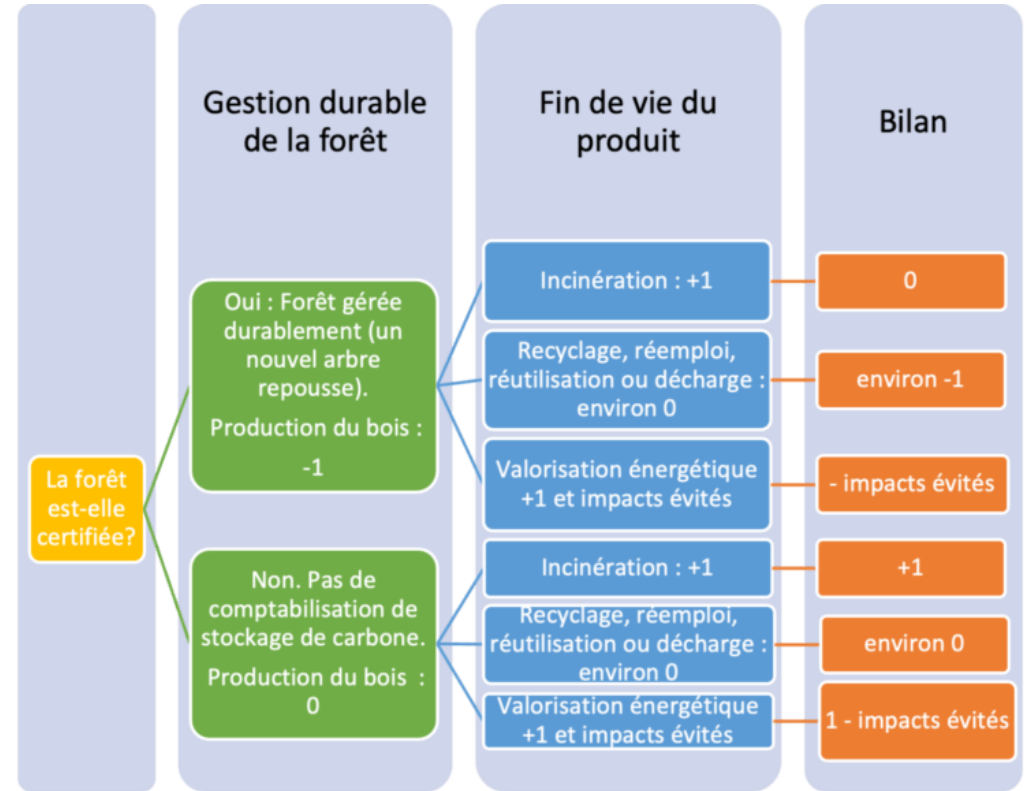 Gestion durable
de la forêt
Fin de vie du
produit
Bilan
La forêt
est-elle
certifiée?
Oui : Forêt gérée
durablement (un
nouvel arbre
repousse).
Production du bois :
-1
Incinération : +1
0
Recyclage, réemploi,
réutilisation ou décharge :
environ 0
environ -1
Valorisation énergétique
+1 et impacts évités
- impacts évités
Non. Pas de
comptabilisation de
stockage de carbone.
Production du bois :
0
Incinération : +1
+1
Recyclage, réemploi,
réutilisation ou décharge :
environ 0
environ 0
Valorisation énergétique
+1 et impacts évités
1 - impacts évités